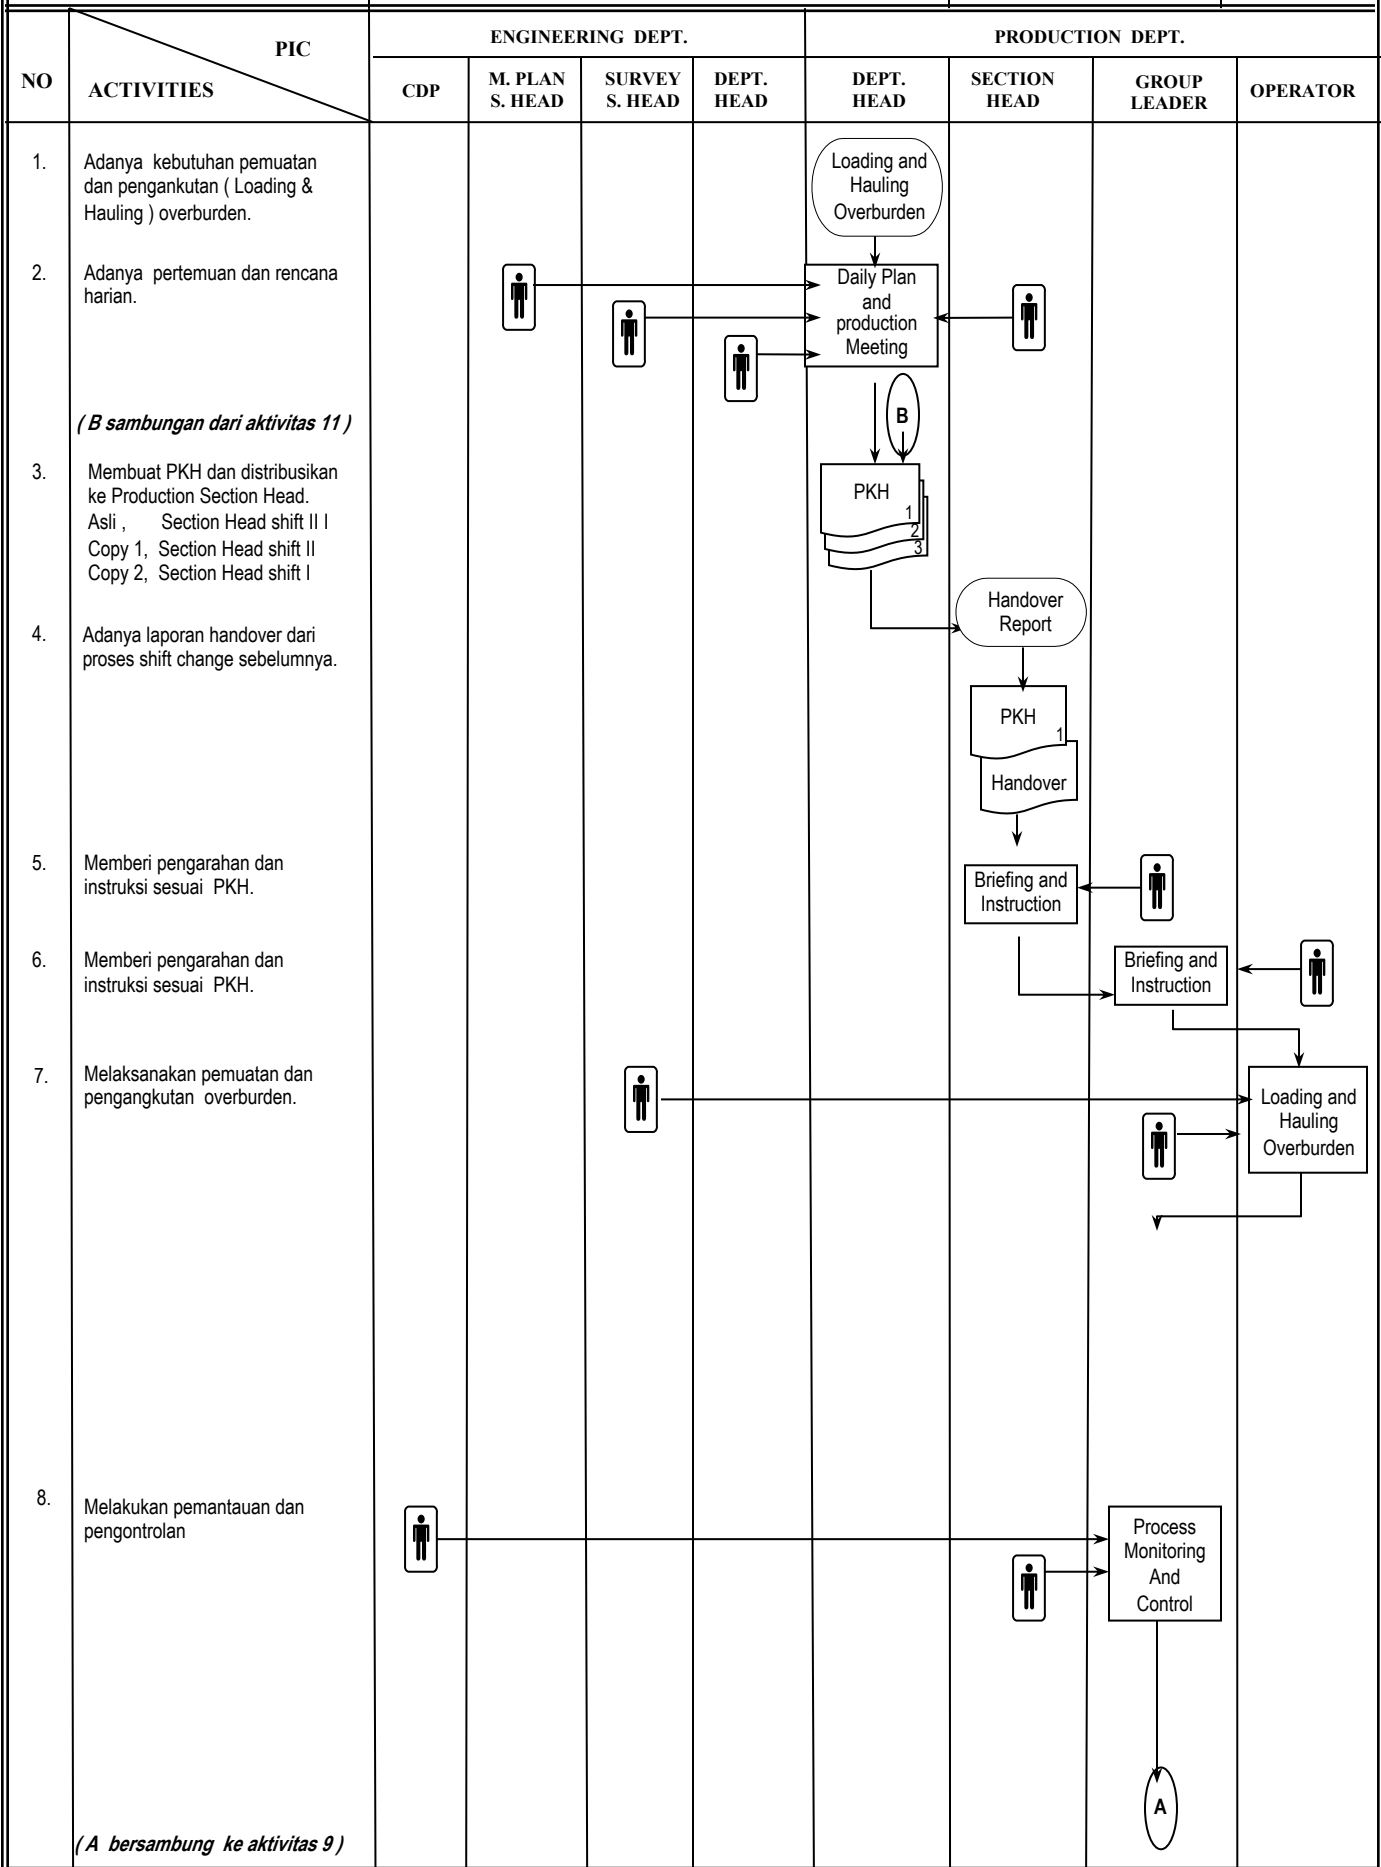 PIC
ENGINEERING DEPT.
PRODUCTION DEPT.
NO
ACTIVITIES
CDP
M. PLAN
S. HEAD
SURVEY
S. HEAD
DEPT.
HEAD
DEPT.
HEAD
SECTION
HEAD
GROUP
LEADER
OPERATOR
1.
Adanya kebutuhan pemuatan
dan pengankutan ( Loading &
Hauling ) overburden.
Loading and
Hauling
Overburden
2.
Adanya pertemuan dan rencana
harian.
Daily Plan
and
production
Meeting
( B sambungan dari aktivitas 11 )
B
3.
Membuat PKH dan distribusikan
ke Production Section Head.
Asli , Section Head shift II I
Copy 1, Section Head shift II
Copy 2, Section Head shift I
PKH
1
2
3
4.
Adanya laporan handover dari
proses shift change sebelumnya.
Handover
Report
PKH
1
Handover
5.
Memberi pengarahan dan
instruksi sesuai PKH.
Briefing and
Instruction
6.
Memberi pengarahan dan
instruksi sesuai PKH.
Briefing and
Instruction
7.
Melaksanakan pemuatan dan
pengangkutan overburden.
Loading and
Hauling
Overburden
8.
Melakukan pemantauan dan
pengontrolan
Process
Monitoring
And
Control
A
( A bersambung ke aktivitas 9 )